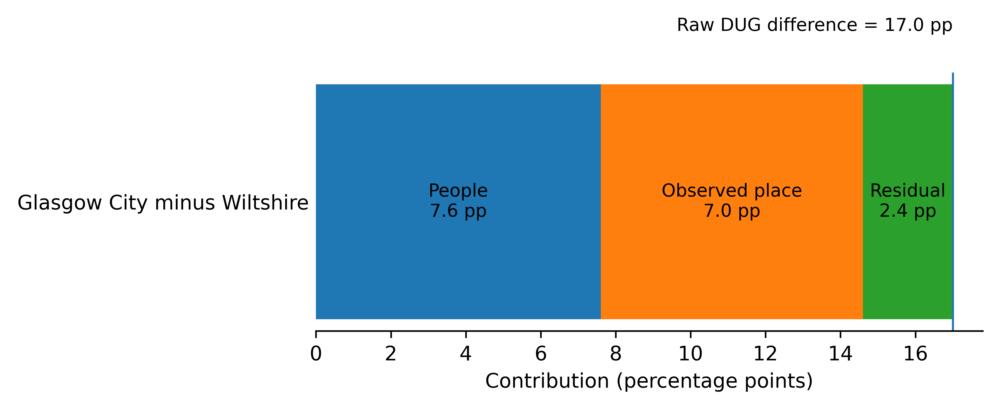 Raw DUG difference = 17.0 pp
Glasgow City minus Wiltshire
People
7.6 pp
Observed place
7.0 pp
Residual
2.4 pp
0 2 4 6 8 10 12 14 16
Contribution (percentage points)